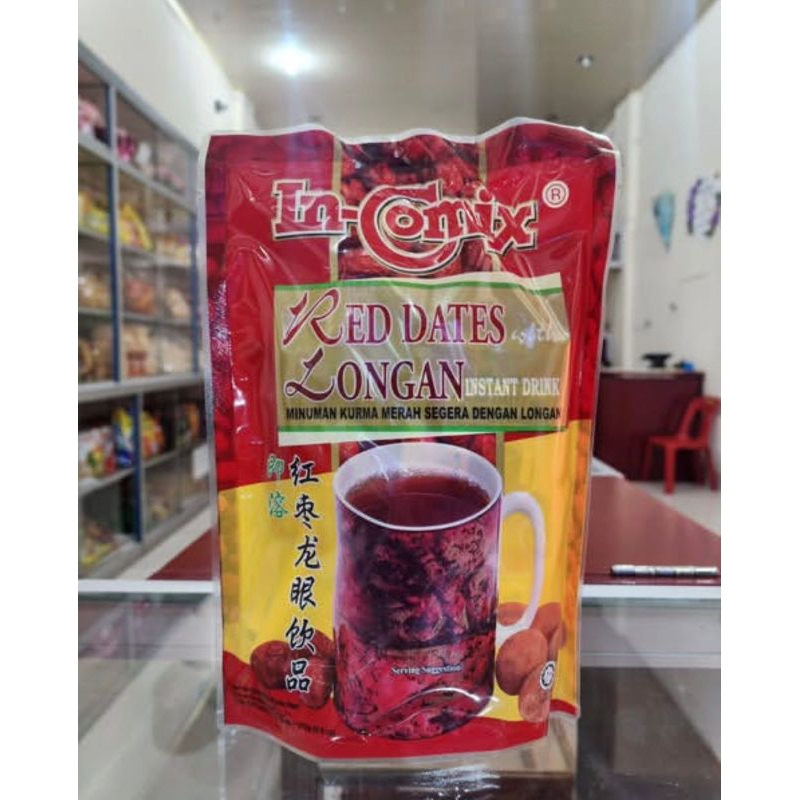 In-Comix ®
RED DATES with
LONGAN INSTANT DRINK
MINUMAN KURMA MERAH SEGERA DENGAN LONGAN
即溶
红枣龙眼饮品
Serving Suggestion